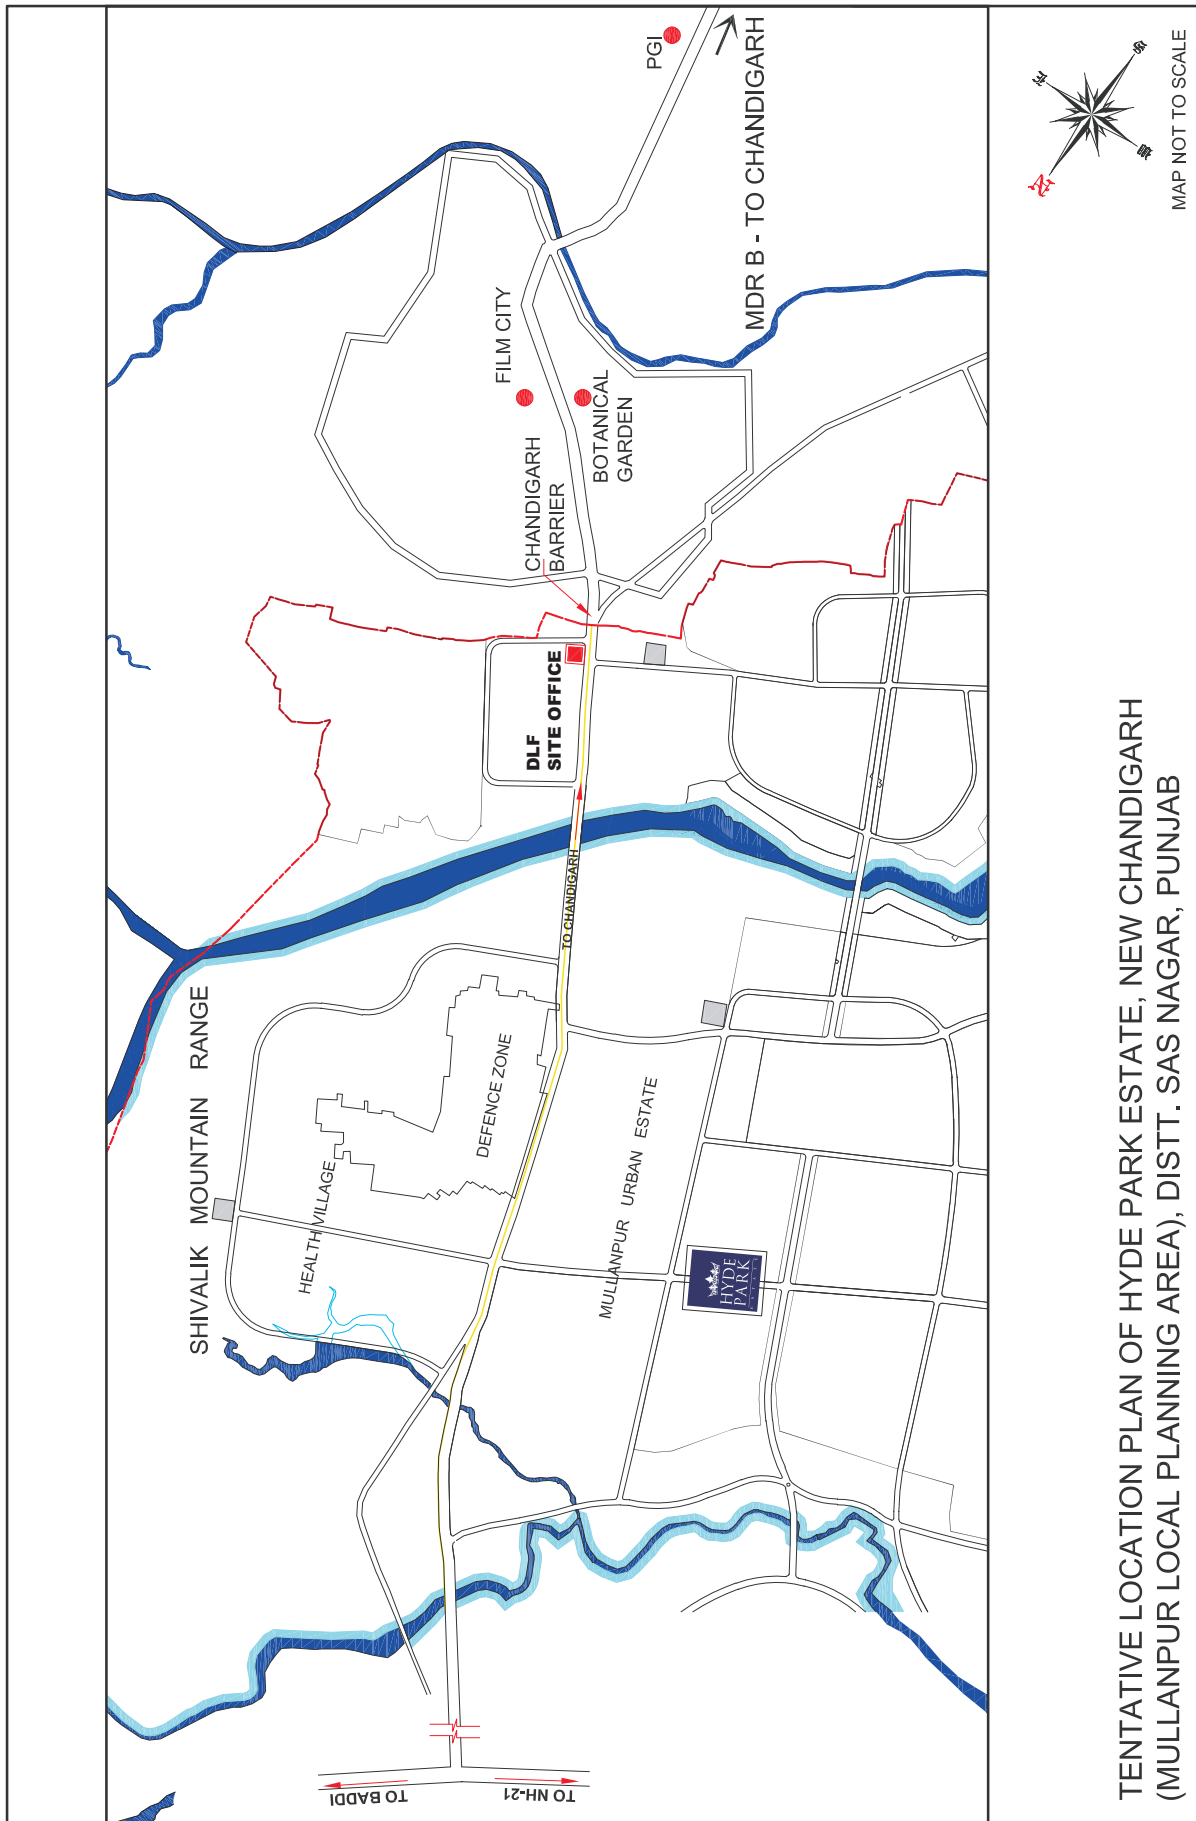 SHIVALIK MOUNTAIN RANGE
HEALTH VILLAGE
DEFENCE ZONE
MULLANPUR URBAN ESTATE
HYDE
PARK
TO BADDI
TO NH-21
TO CHANDIGARH
DLF
SITE OFFICE
CHANDIGARH
BARRIER
FILM CITY
BOTANICAL
GARDEN
PGI
MDR B - TO CHANDIGARH
MAP NOT TO SCALE
TENTATIVE LOCATION PLAN OF HYDE PARK ESTATE, NEW CHANDIGARH
(MULLANPUR LOCAL PLANNING AREA), DISTT. SAS NAGAR, PUNJAB